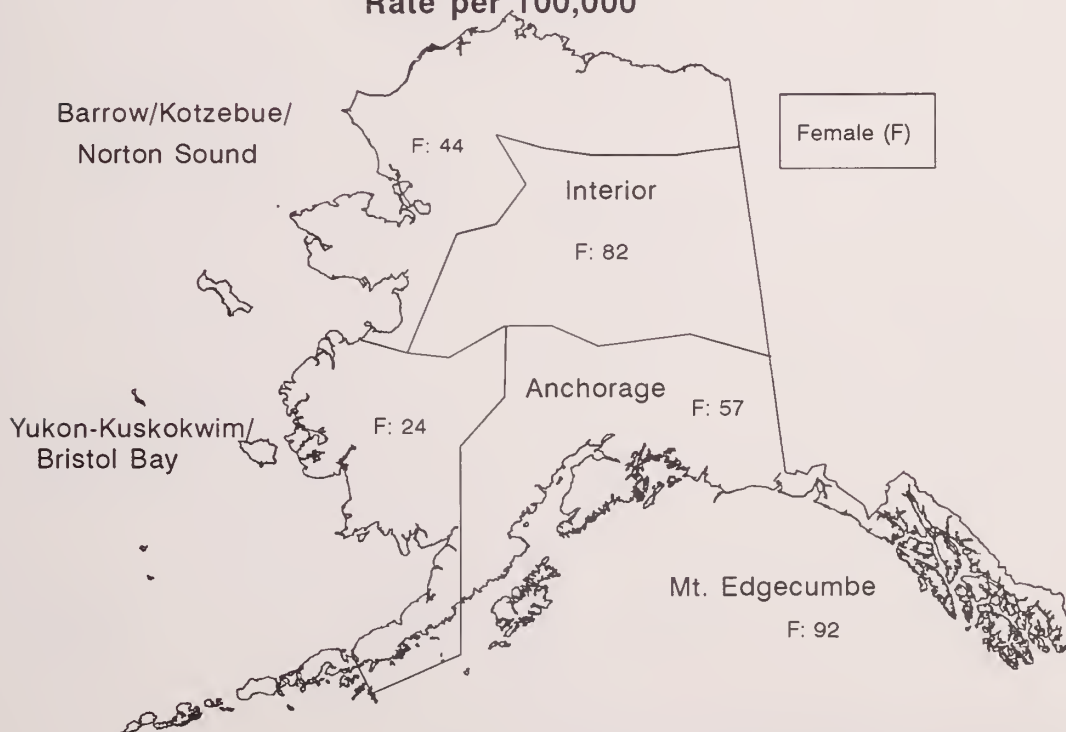 Rate per 100,000
Barrow/Kotzebue/
Norton Sound
F: 44
Female (F)
Interior
F: 82
Anchorage
F: 57
Yukon-Kuskokwim/
Bristol Bay
F: 24
Mt. Edgecumbe
F: 92